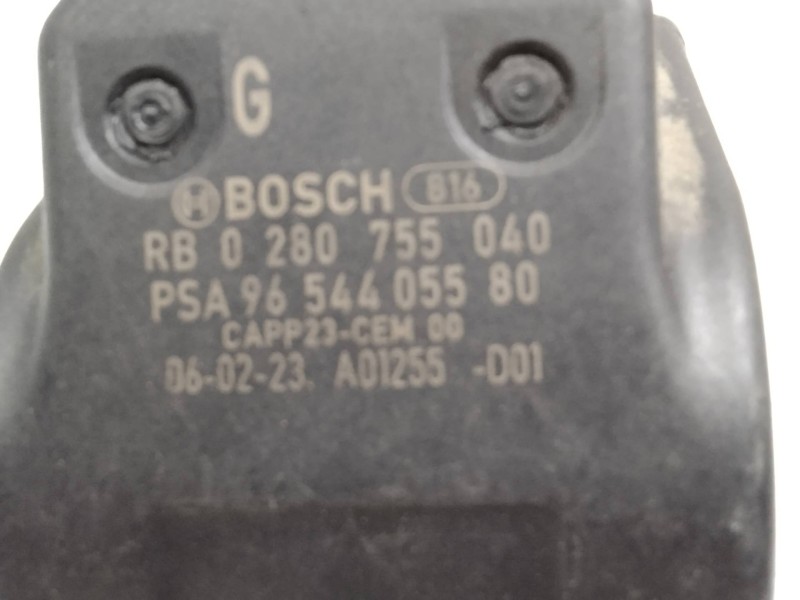 G
BOSCH 816
RB 0 280 755 040
PSA 96 544 055 80
CAPP23-CEM 00
06-02-23. A01255 -D01